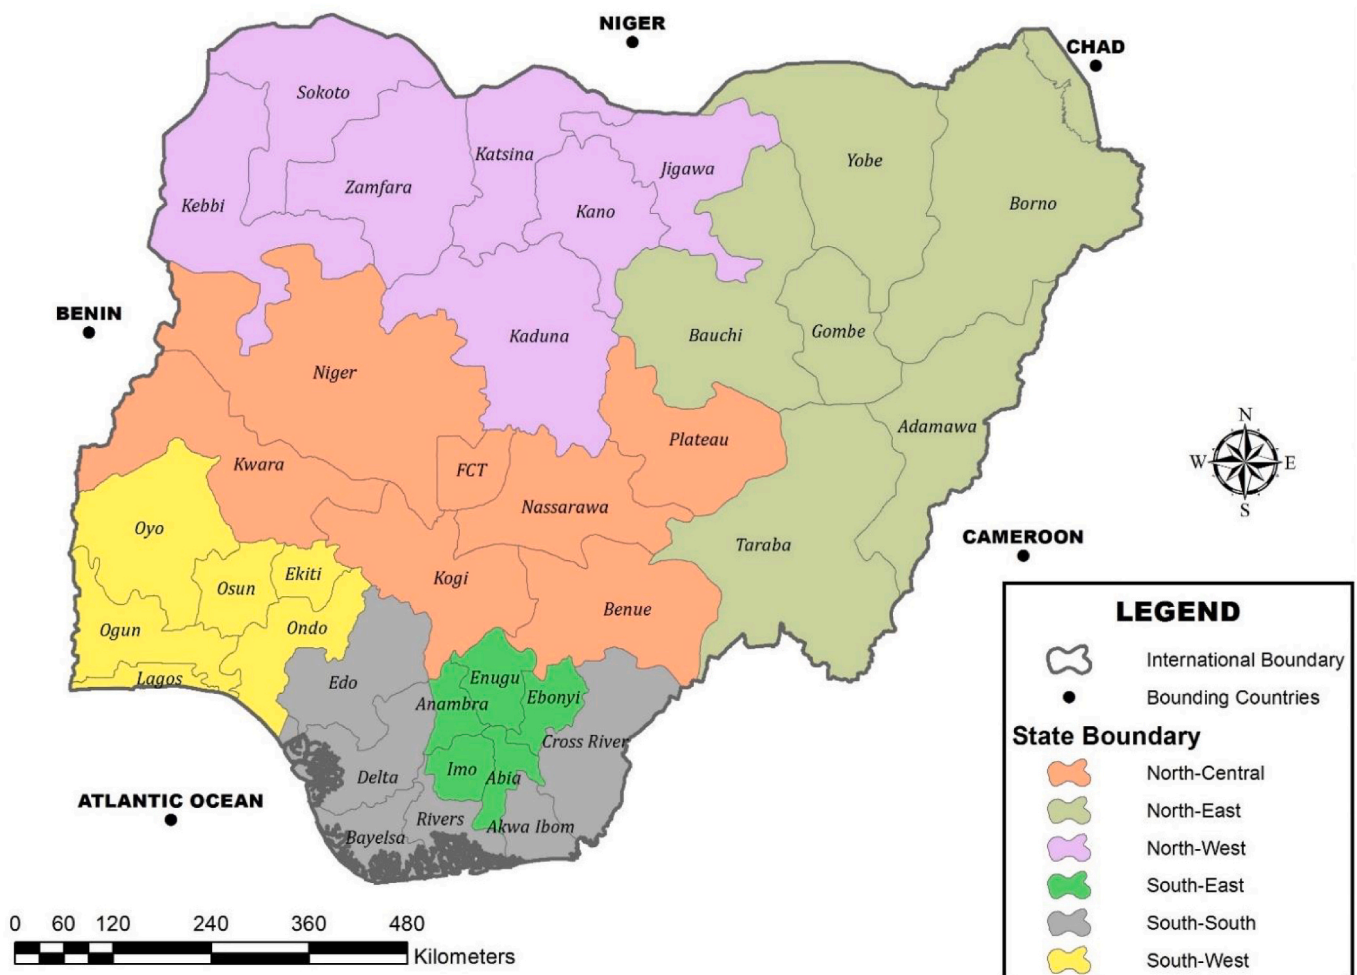 NIGER
CHAD
Sokoto
Katsina
Yobe
Jigawa
Zamfara
Kebbi
Kano
Borno
BENIN
Kaduna
Bauchi
Gombe
Niger
Adamawa
Plateau
Kwara
FCT
Nassarawa
N
W
E
S
Oyo
Taraba
CAMEROON
Ekiti
Osun
Kogi
Benue
Ogun
Ondo
Lagos
Edo
Enugu
Ebonyi
Anambra
Cross River
Imo
Abia
Delta
ATLANTIC OCEAN
Rivers
Akwa Ibom
Bayelsa
LEGEND
International Boundary
Bounding Countries
State Boundary
North-Central
North-East
North-West
South-East
South-South
South-West
0 60 120 240 360 480
Kilometers